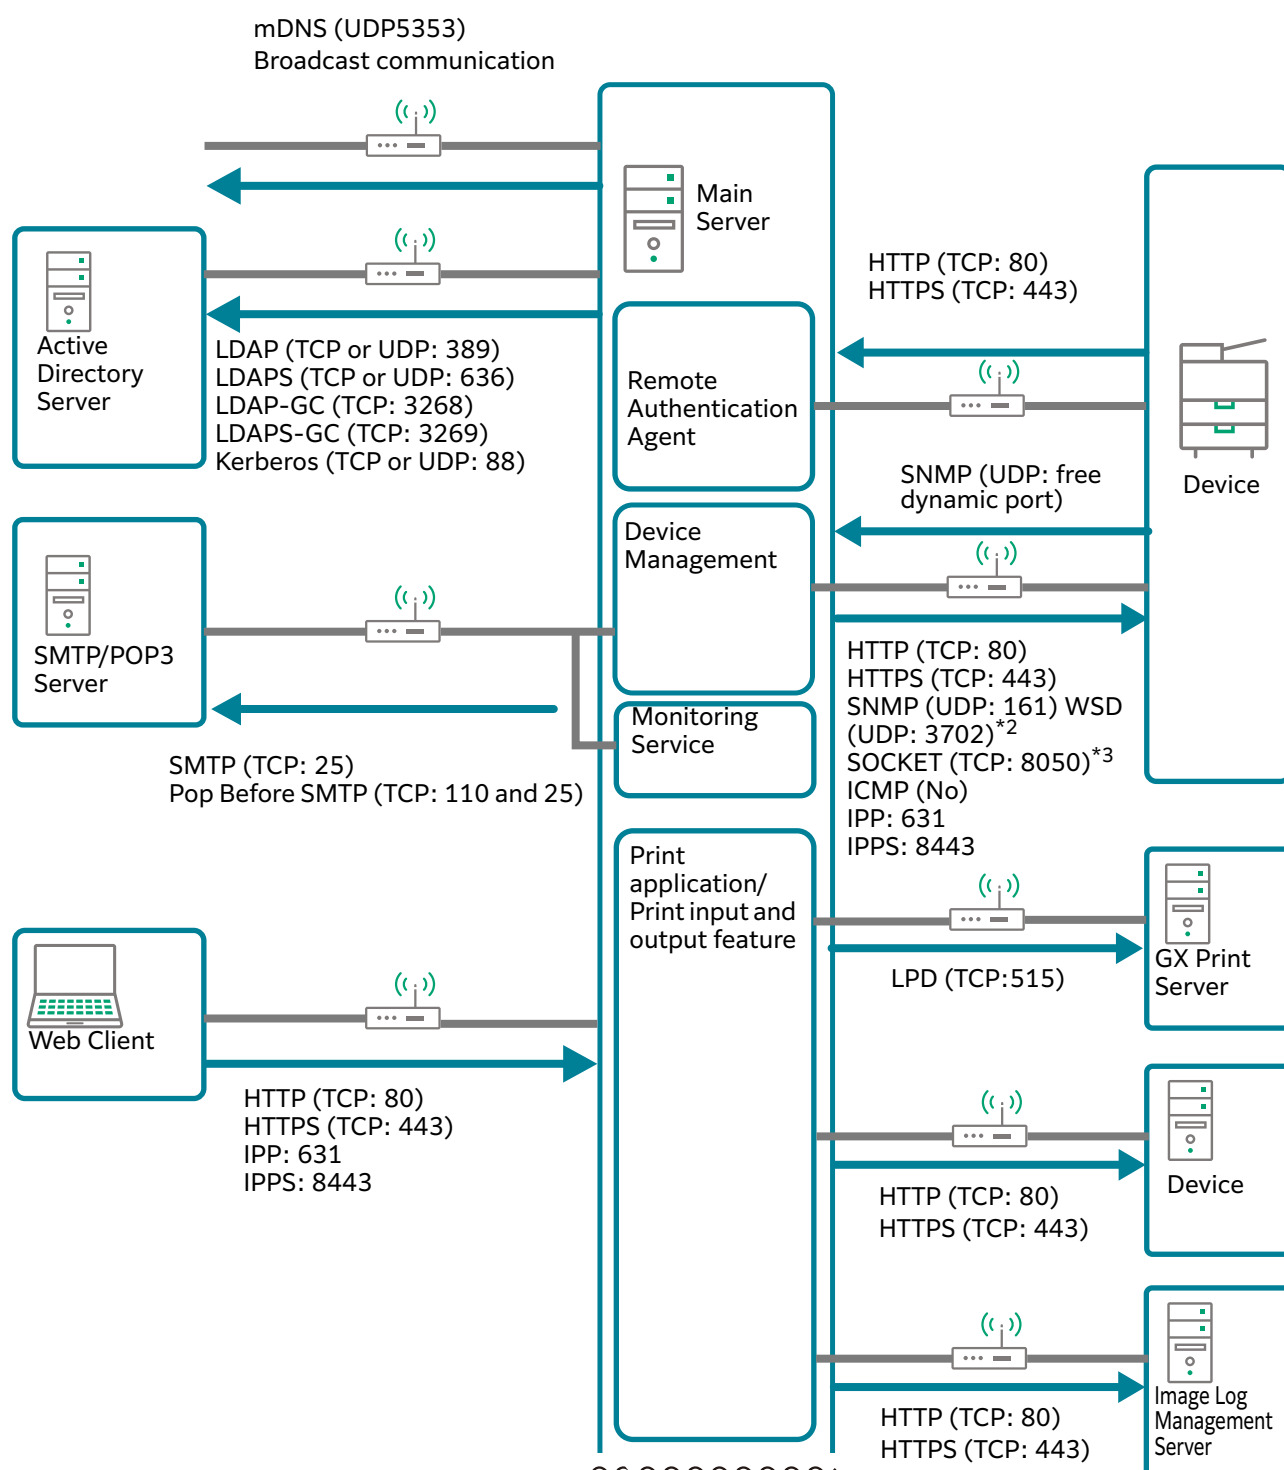 mDNS (UDP5353)
Broadcast communication
Main
Server
Active
Directory
Server
LDAP (TCP or UDP: 389)
LDAPS (TCP or UDP: 636)
LDAP-GC (TCP: 3268)
LDAPS-GC (TCP: 3269)
Kerberos (TCP or UDP: 88)
HTTP (TCP: 80)
HTTPS (TCP: 443)
Remote
Authentication
Agent
Device
SNMP (UDP: free
dynamic port)
Device
Management
SMTP/POP3
Server
HTTP (TCP: 80)
HTTPS (TCP: 443)
SNMP (UDP: 161) WSD
(UDP: 3702)*2
SOCKET (TCP: 8050)*3
ICMP (No)
IPP: 631
IPPS: 8443
Monitoring
Service
SMTP (TCP: 25)
Pop Before SMTP (TCP: 110 and 25)
Print
application/
Print input and
output feature
GX Print
Server
LPD (TCP:515)
Web Client
HTTP (TCP: 80)
HTTPS (TCP: 443)
IPP: 631
IPPS: 8443
Device
HTTP (TCP: 80)
HTTPS (TCP: 443)
Image Log
Management
Server
HTTP (TCP: 80)
HTTPS (TCP: 443)